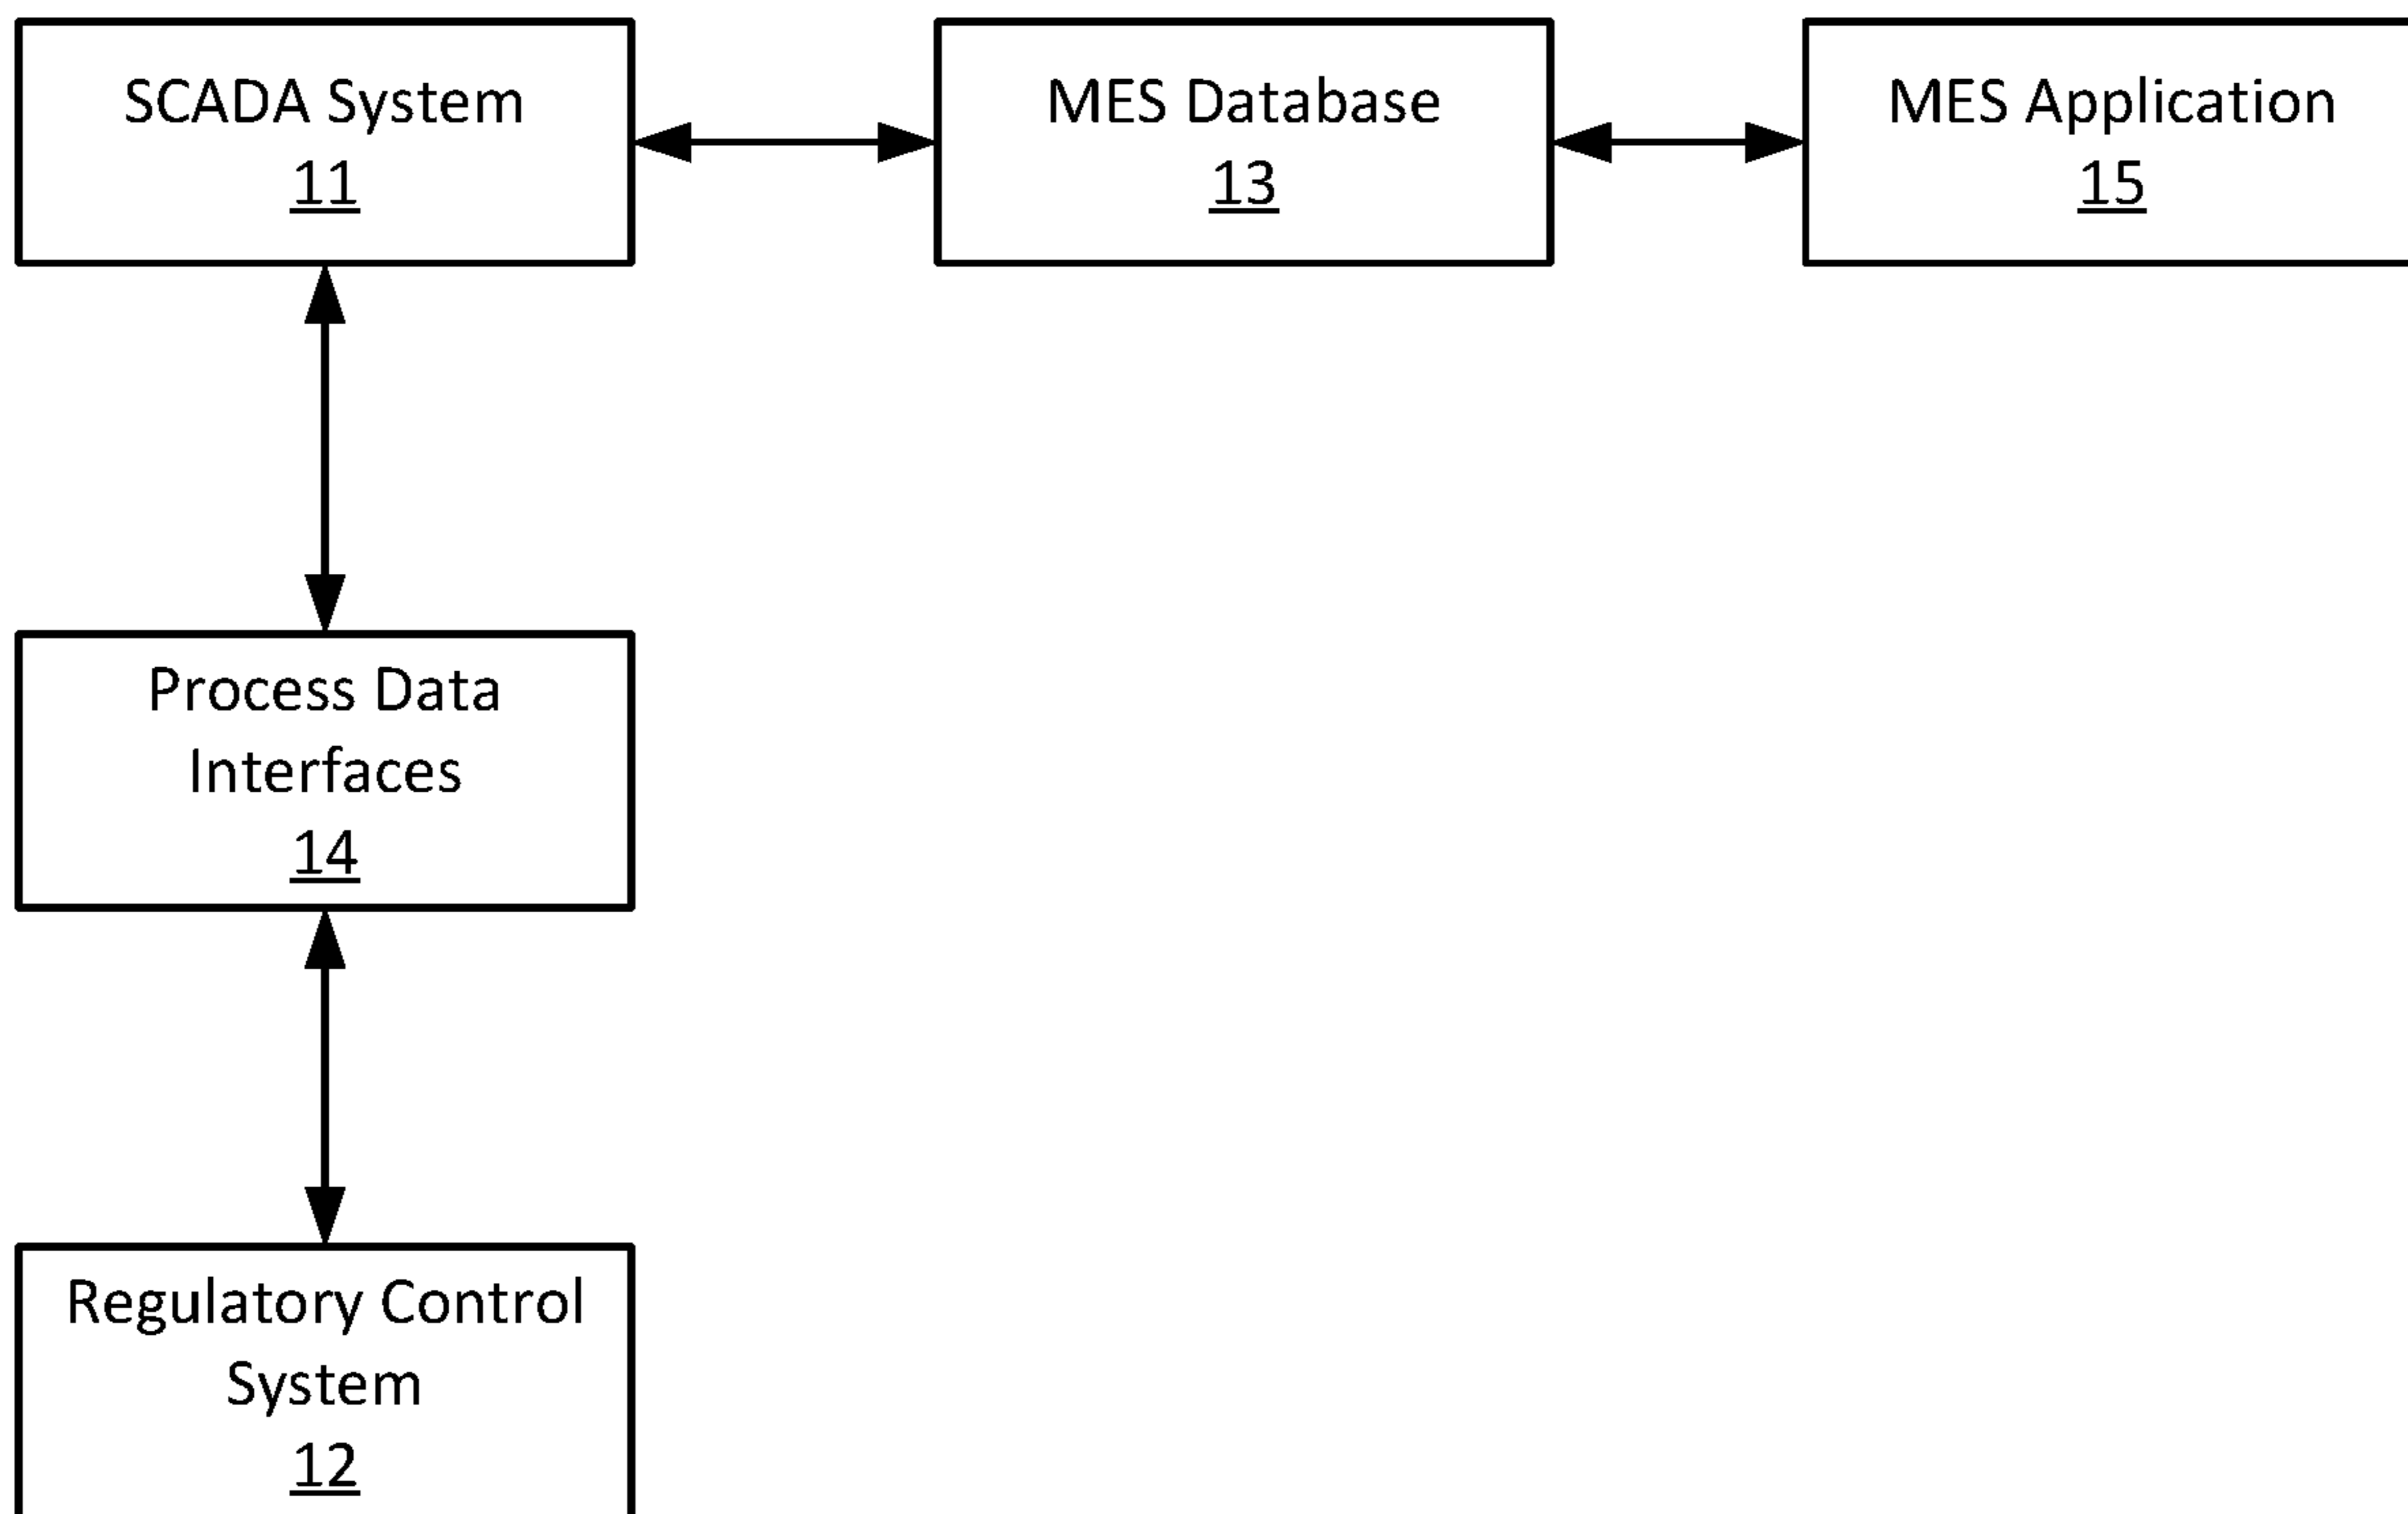 SCADA System
11
MES Database
13
MES Application
15
Process Data
Interfaces
14
Regulatory Control
System
12